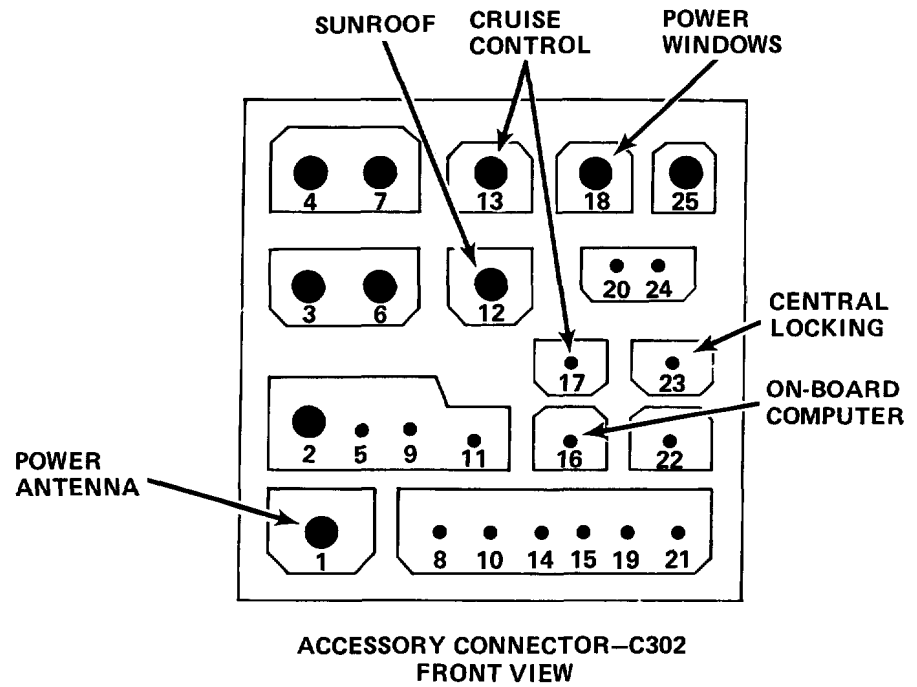 SUNROOF
CRUISE
CONTROL
POWER
WINDOWS
4 7 13 18 25
3 6 12 20 24
CENTRAL
LOCKING
17 23
ON-BOARD
COMPUTER
2 5 9 11 16 22
POWER
ANTENNA
1 8 10 14 15 19 21
ACCESSORY CONNECTOR–C302
FRONT VIEW